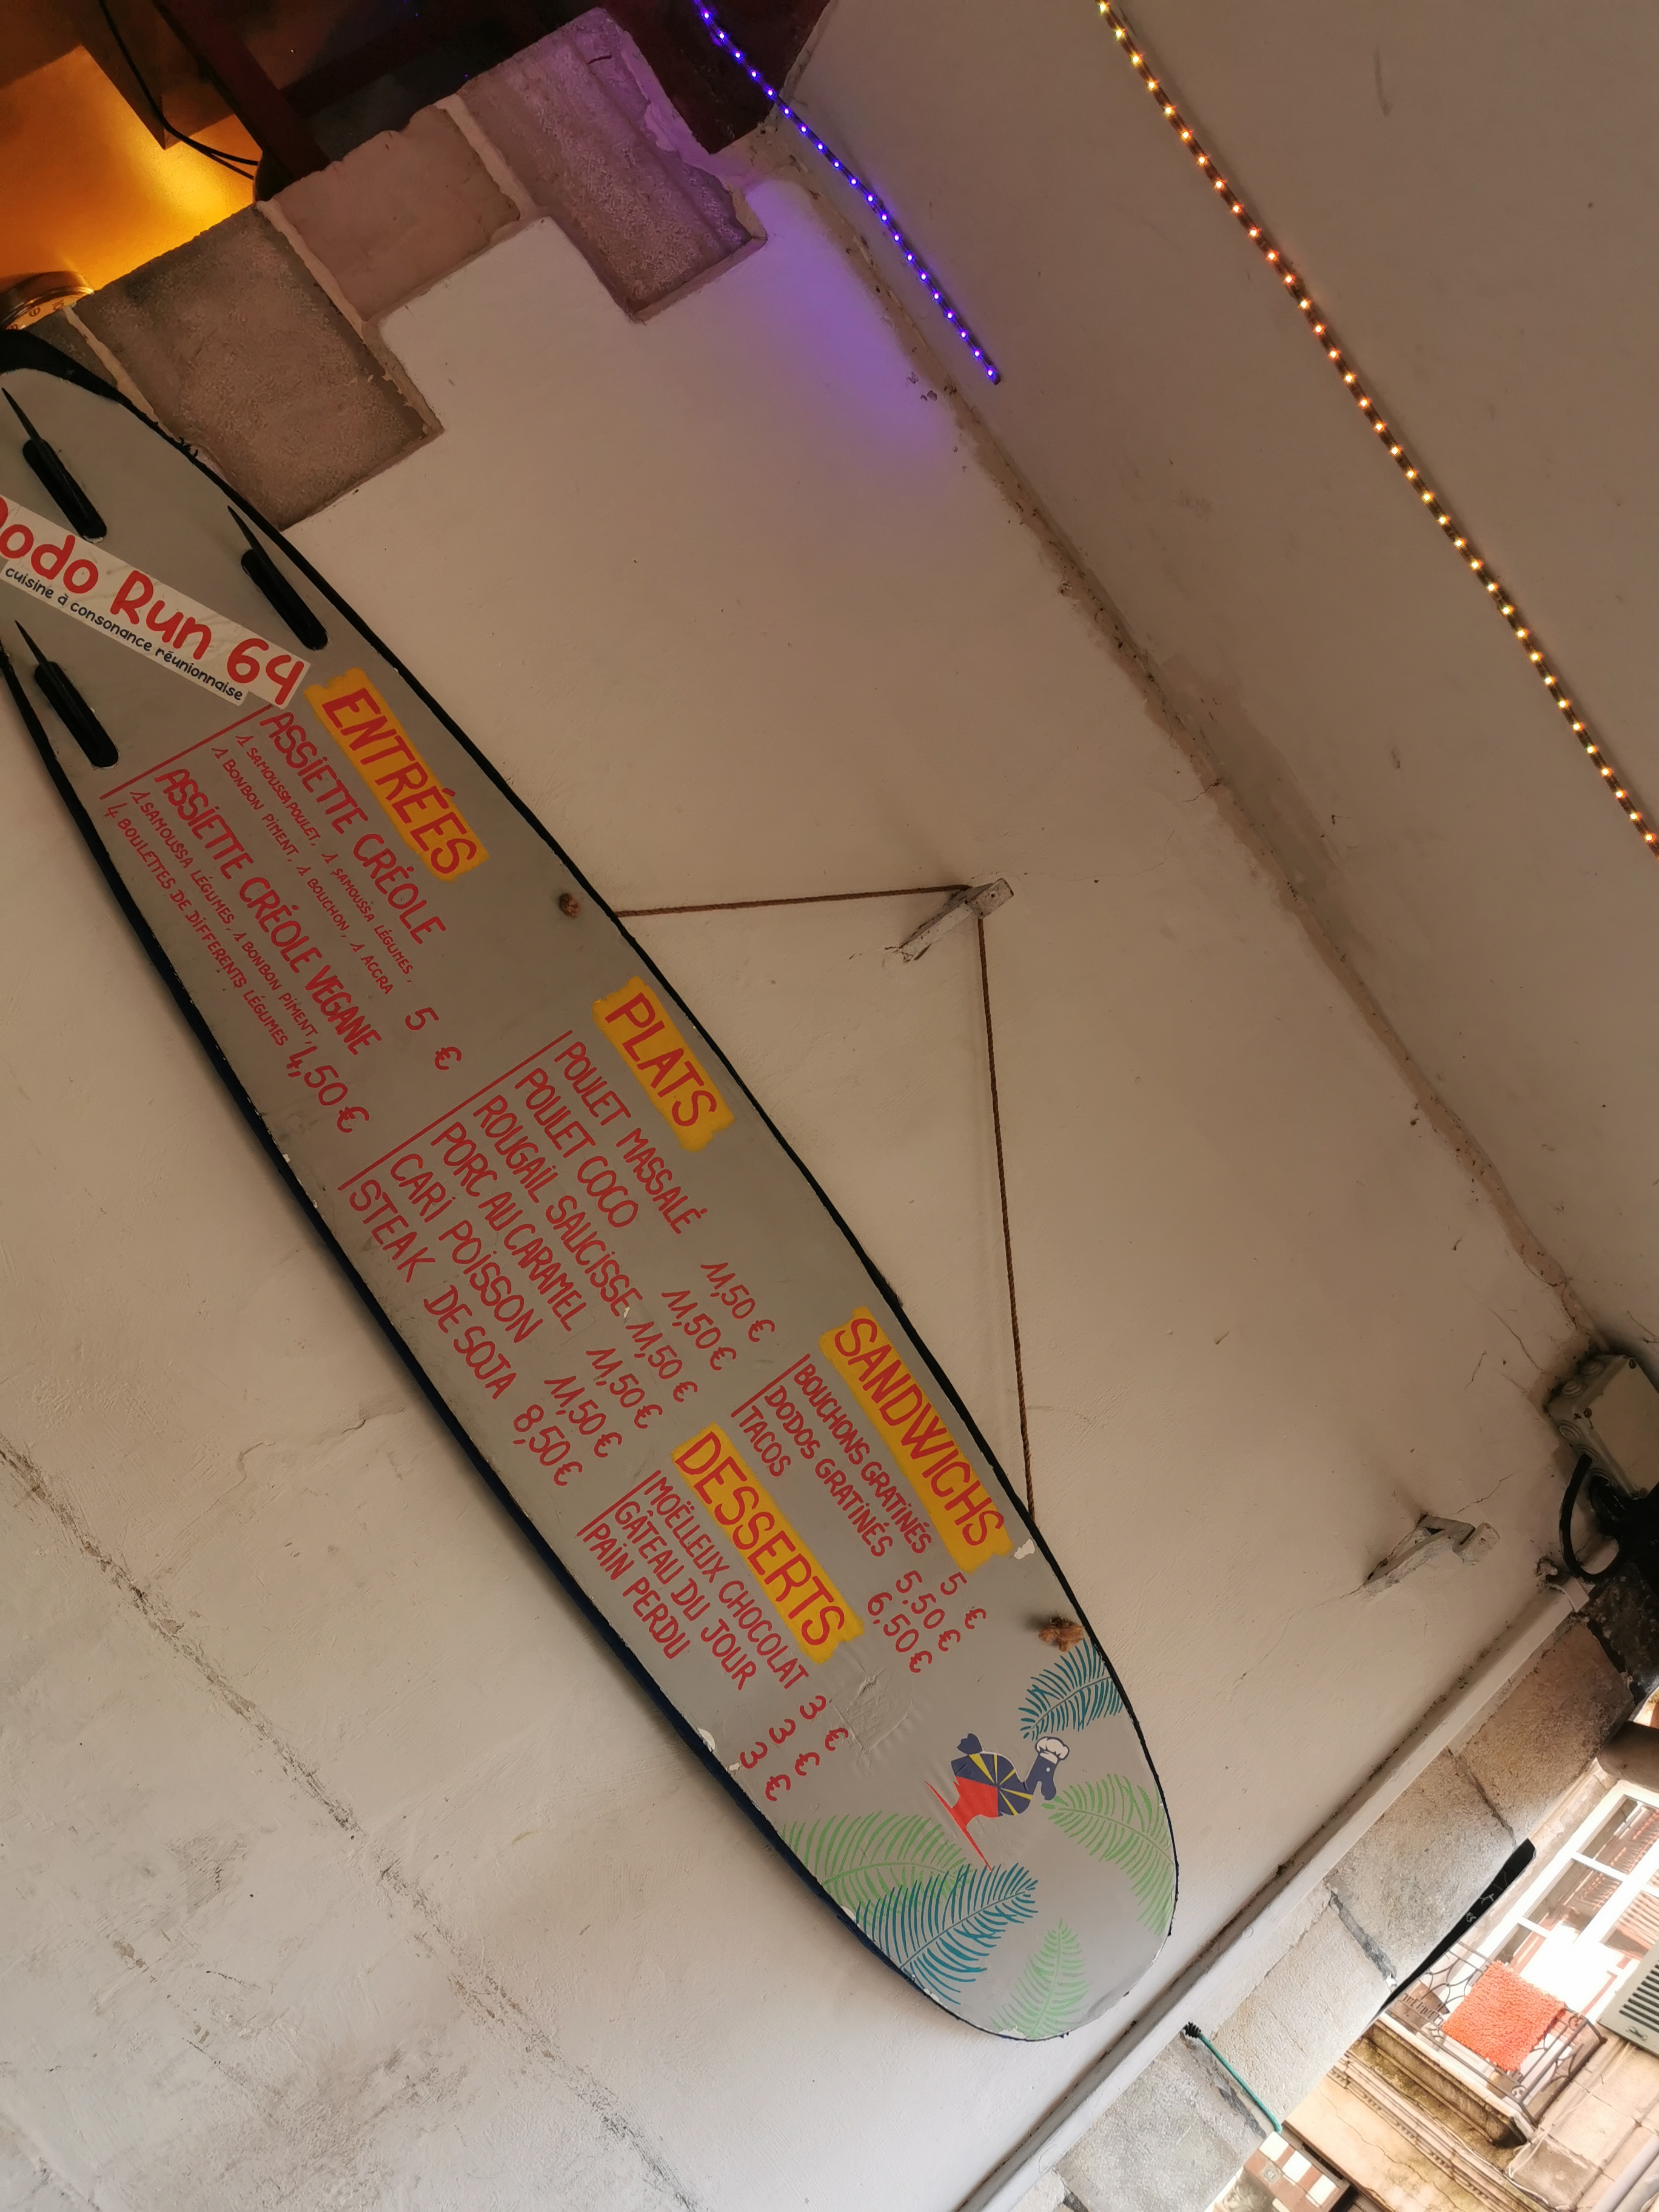 Dodo Run 64
cuisine à consonance réunionnaise
ENTRÉES
ASSIETTE CRÉOLE
1 SAMOUSSA POULET, 1 SAMOUSSA LÉGUMES,
1 BONBON PIMENT, 1 BOUCHON, 1 ACCRA 5 €
ASSIETTE CRÉOLE VEGANE
1 SAMOUSSA LÉGUMES, 1 BONBON PIMENT,
4 BOULETTES DE DIFFERENTS LÉGUMES 4,50 €
PLATS
POULET MASSALÉ 11,50 €
POULET COCO 11,50 €
ROUGAIL SAUCISSE 11,50 €
PORC AU CARAMEL 11,50 €
CARI POISSON 11,50 €
STEAK DE SOJA 8,50 €
SANDWICHS
BOUCHONS GRATINÉS 5 €
DODOS GRATINÉS 5,50 €
TACOS 6,50 €
DESSERTS
MOËLLEUX CHOCOLAT 3 €
GÂTEAU DU JOUR 3 €
PAIN PERDU 3 €